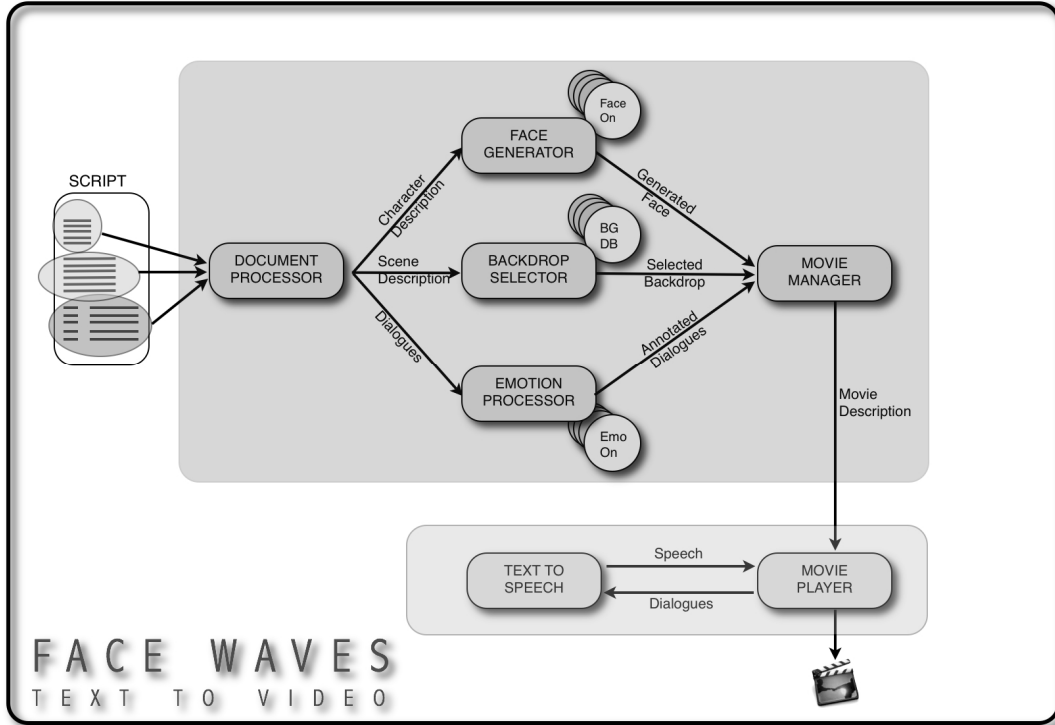 SCRIPT
DOCUMENT
PROCESSOR
Character
Description
Scene
Description
Dialogues
FACE
GENERATOR
Face
On
BACKDROP
SELECTOR
BG
DB
EMOTION
PROCESSOR
Emo
On
Generated
Face
Selected
Backdrop
Annotated
Dialogues
MOVIE
MANAGER
Movie
Description
TEXT TO
SPEECH
Speech
Dialogues
MOVIE
PLAYER
FACE WAVES
TEXT TO VIDEO